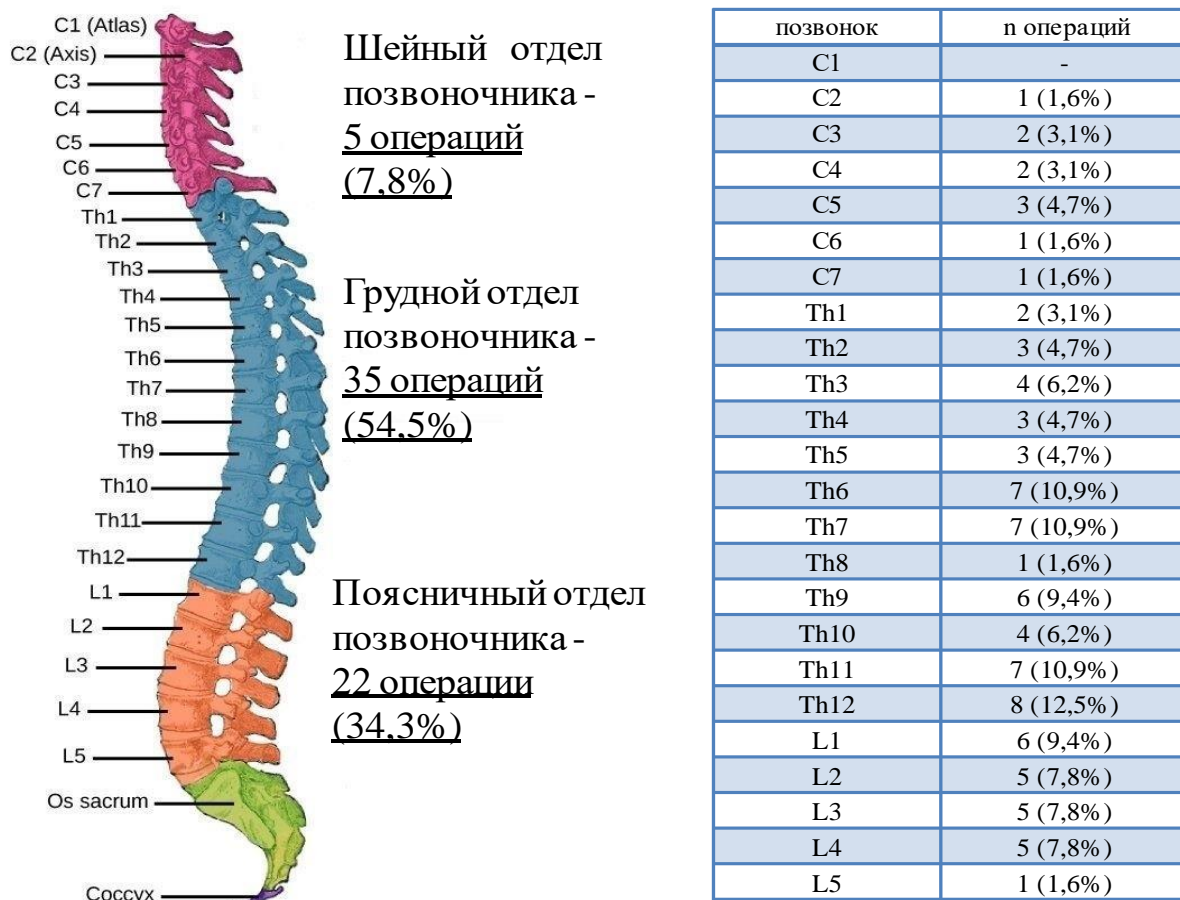 C1 (Atlas)
C2 (Axis)
C3
C4
C5
C6
C7
Th1
Th2
Th3
Th4
Th5
Th6
Th7
Th8
Th9
Th10
Th11
Th12
L1
L2
L3
L4
L5
Os sacrum
Coccyx
Шейный отдел
позвоночника -
5 операций
(7,8%)
Грудной отдел
позвоночника -
35 операций
(54,5%)
Поясничный отдел
позвоночника -
22 операции
(34,3%)
позвонок n операций
C1 -
C2 1 (1,6%)
C3 2 (3,1%)
C4 2 (3,1%)
C5 3 (4,7%)
C6 1 (1,6%)
C7 1 (1,6%)
Th1 2 (3,1%)
Th2 3 (4,7%)
Th3 4 (6,2%)
Th4 3 (4,7%)
Th5 3 (4,7%)
Th6 7 (10,9%)
Th7 7 (10,9%)
Th8 1 (1,6%)
Th9 6 (9,4%)
Th10 4 (6,2%)
Th11 7 (10,9%)
Th12 8 (12,5%)
L1 6 (9,4%)
L2 5 (7,8%)
L3 5 (7,8%)
L4 5 (7,8%)
L5 1 (1,6%)